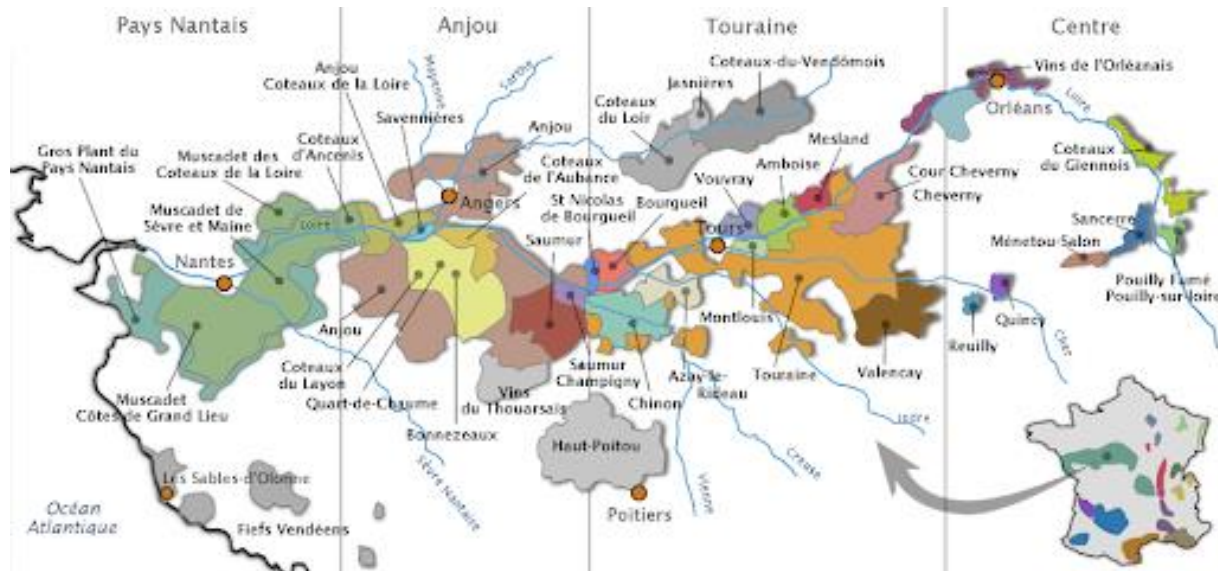 Pays Nantais
Anjou
Touraine
Centre
Mayenne
Sarthe
Anjou
Coteaux de la Loire
Savennières
Coteaux
d'Ancenis
Muscadet des
Coteaux de la Loire
Gros Plant du
Pays Nantais
Muscadet de
Sèvre et Maine
Loire
Nantes
Angers
Anjou
Coteaux
de l'Aubance
St Nicolas
de Bourgueil
Saumur
Bourgueil
Jasnières
Coteaux-du-Vendômois
Coteaux
du Loir
Vouvray
Amboise
Mesland
Tours
Cour Cheverny
Cheverny
Vins de l'Orléanais
Orléans
Loire
Coteaux
du Giennois
Sancerre
Ménetou-Salon
Pouilly Fumé
Pouilly-sur-loire
Quincy
Reuilly
Cher
Montlouis
Anjou
Coteaux
du Layon
Quart-de-Chaume
Bonnezeaux
Vins
du Thouarsais
Saumur
Champigny
Chinon
Azay-le-
Rideau
Touraine
Valencay
Indre
Creuse
Vienne
Haut-Poitou
Poitiers
Muscadet
Côtes de Grand Lieu
Sèvre Nantaise
Les Sables-d'Olonne
Fiefs Vendéens
Océan
Atlantique